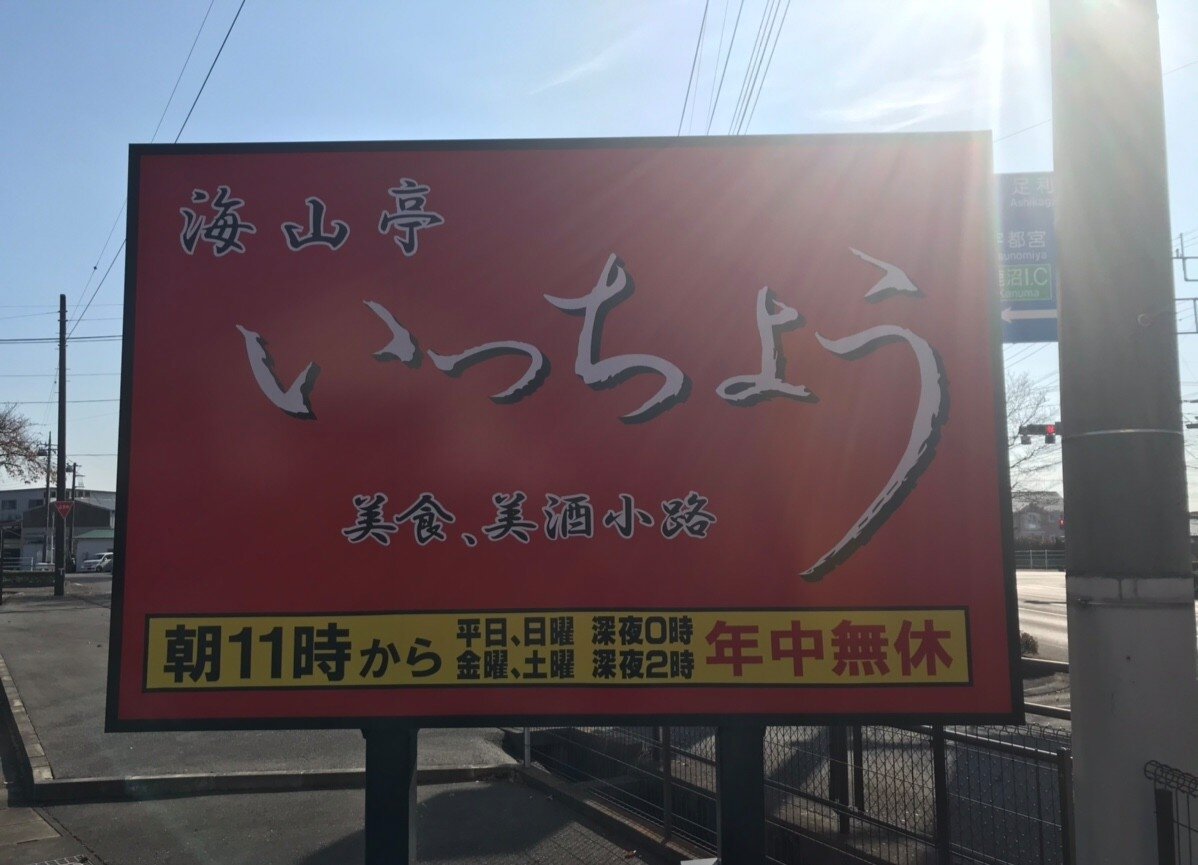 海山亭
いっちょう
美食、美酒小路
朝11時から 平日、日曜 深夜0時 年中無休
金曜、土曜 深夜2時
足利
Ashikaga
宇都宮
Utsunomiya
鹿沼I.C
Kanuma